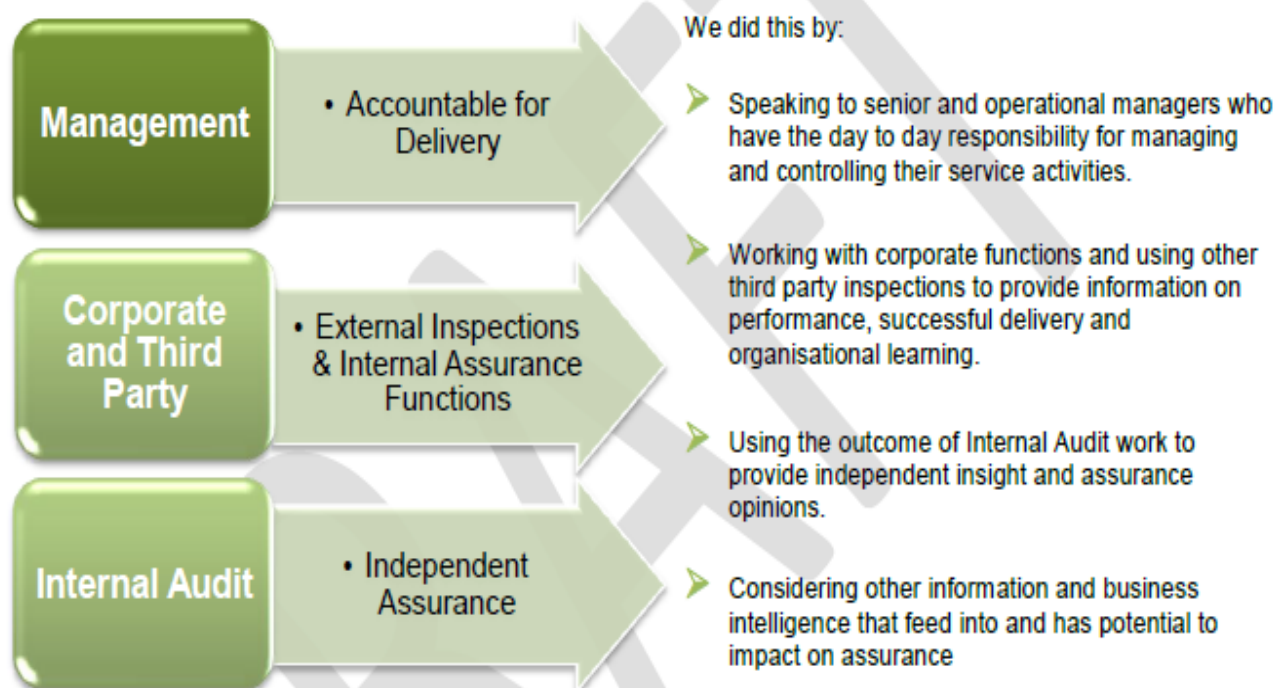 Management
• Accountable for
Delivery
Corporate
and Third
Party
• External Inspections
& Internal Assurance
Functions
Internal Audit
• Independent
Assurance
We did this by:
➢ Speaking to senior and operational managers who
have the day to day responsibility for managing
and controlling their service activities.
➢ Working with corporate functions and using other
third party inspections to provide information on
performance, successful delivery and
organisational learning.
➢ Using the outcome of Internal Audit work to
provide independent insight and assurance
opinions.
➢ Considering other information and business
intelligence that feed into and has potential to
impact on assurance